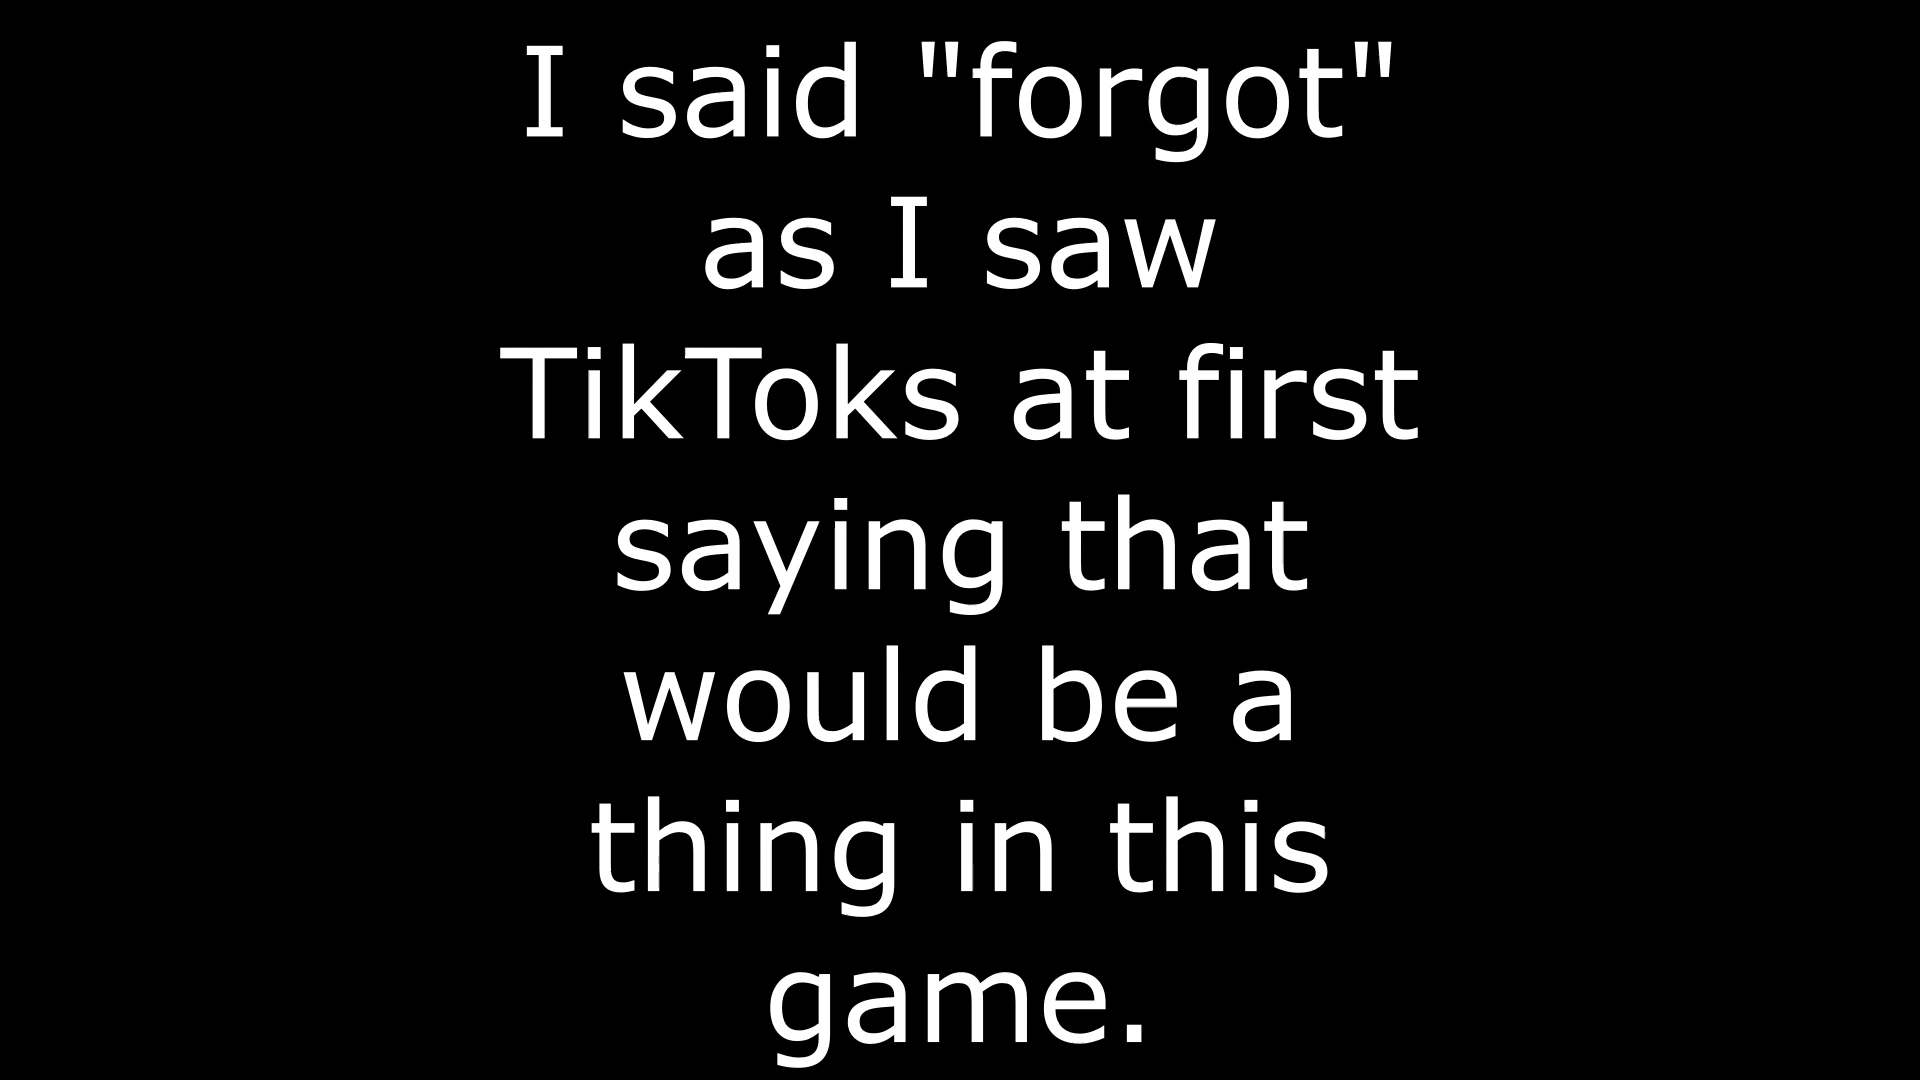 I said "forgot"
as I saw
TikToks at first
saying that
would be a
thing in this
game.